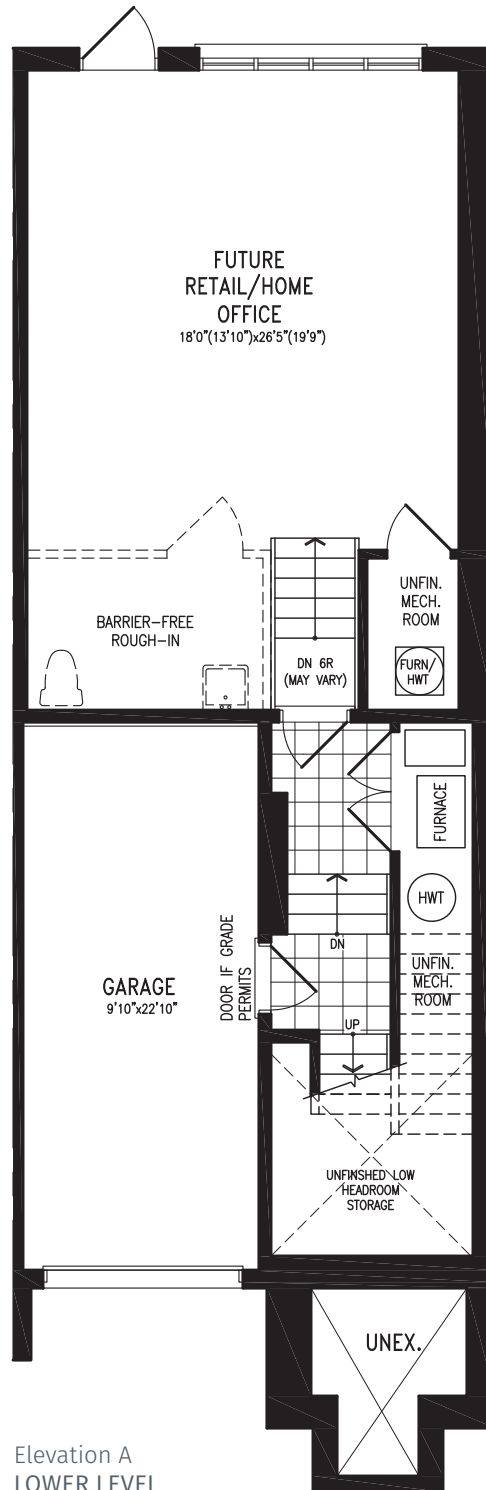 FUTURE
RETAIL/HOME
OFFICE
18'0"(13'10")x26'5"(19'9")
BARRIER-FREE
ROUGH-IN
DN 6R
(MAY VARY)
UNFIN.
MECH.
ROOM
FURN/
HWT
FURNACE
HWT
DN
UNFIN.
MECH.
ROOM
GARAGE
9'10"x22'10"
DOOR IF GRADE
PERMITS
UP
UNFINISHED LOW
HEADROOM
STORAGE
UNEX.
Elevation A
LOWER LEVEL